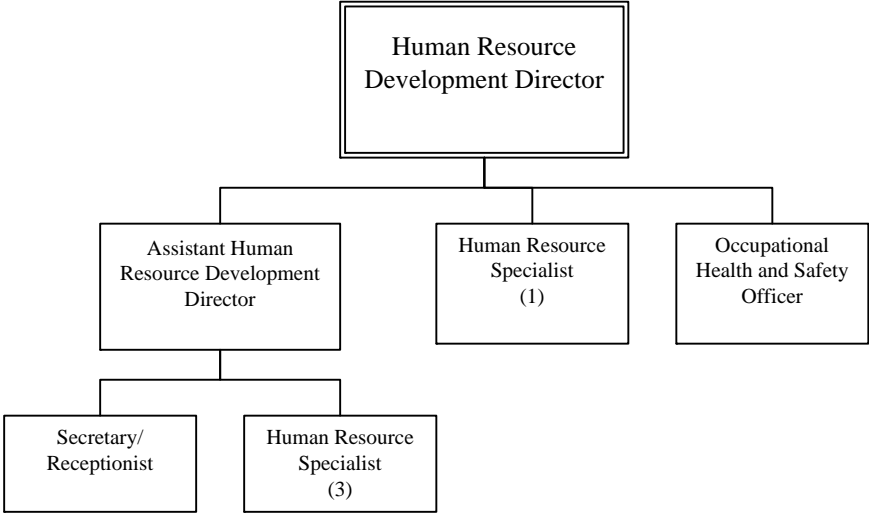 Human Resource
Development Director
Assistant Human
Resource Development
Director
Human Resource
Specialist
(1)
Occupational
Health and Safety
Officer
Secretary/
Receptionist
Human Resource
Specialist
(3)